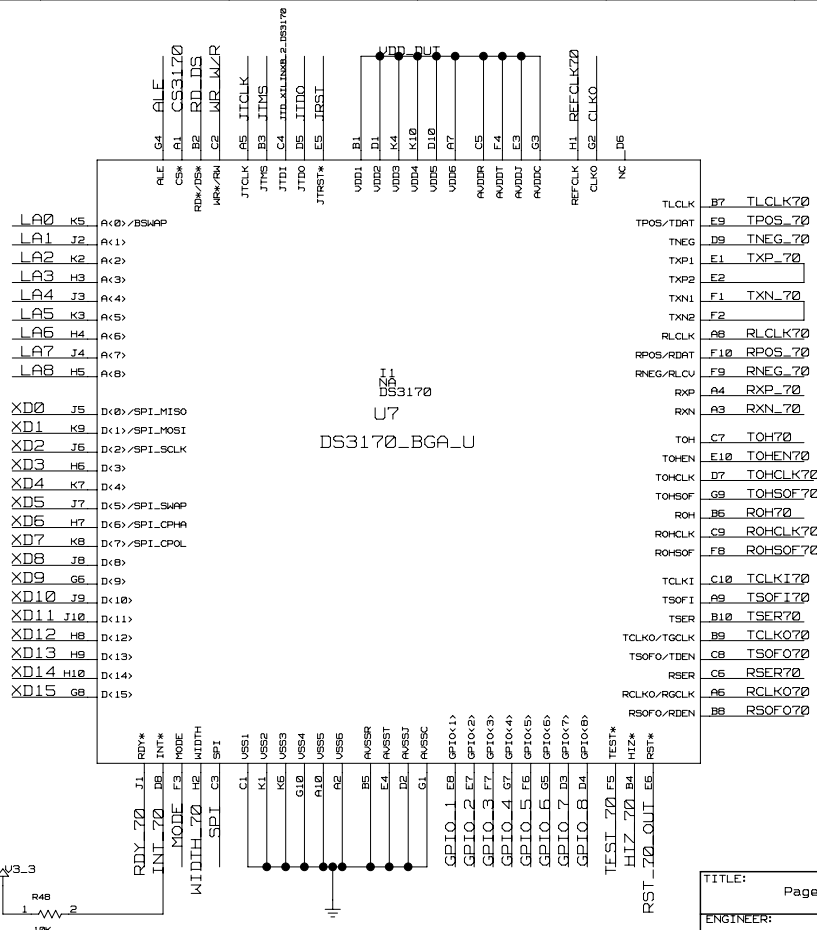 VDD_DUT
ALE CS3170 RD_DS WR_W/R JTCLK JTMS JTD_XILINXB_2_DS3170 JTDO JRST REFCLK70 CLKO
G4 A1 B2 C2 A5 B3 C4 D5 E5 B1 D1 K4 K10 D10 A7 C5 F4 E3 G3 H1 G2 D6
ALE CS* RD*/DS* WR*/RW JTCLK JTMS JTDI JTDO JTRST* VDD1 VDD2 VDD3 VDD4 VDD5 VDD6 AVDDR AVDDT AVDDJ AVDDC REFCLK CLKO NC
LA0 K5 A<0>/BSWAP
LA1 J2 A<1>
LA2 K2 A<2>
LA3 H3 A<3>
LA4 J3 A<4>
LA5 K3 A<5>
LA6 H4 A<6>
LA7 J4 A<7>
LA8 H5 A<8>
XD0 J5 D<0>/SPI_MISO
XD1 K9 D<1>/SPI_MOSI
XD2 J6 D<2>/SPI_SCLK
XD3 H6 D<3>
XD4 K7 D<4>
XD5 J7 D<5>/SPI_SWAP
XD6 H7 D<6>/SPI_CPHA
XD7 K8 D<7>/SPI_CPOL
XD8 J8 D<8>
XD9 G6 D<9>
XD10 J9 D<10>
XD11 J10 D<11>
XD12 H8 D<12>
XD13 H9 D<13>
XD14 H10 D<14>
XD15 G8 D<15>
I1
NA
DS3170
U7
DS3170_BGA_U
TLCLK B7 TLCLK70
TPOS/TDAT E9 TPOS_70
TNEG D9 TNEG_70
TXP1 E1 TXP_70
TXP2 E2
TXN1 F1 TXN_70
TXN2 F2
RLCLK A8 RLCLK70
RPOS/RDAT F10 RPOS_70
RNEG/RLCV F9 RNEG_70
RXP A4 RXP_70
RXN A3 RXN_70
TOH C7 TOH70
TOHEN E10 TOHEN70
TOHCLK D7 TOHCLK70
TOHSOF G9 TOHSOF70
ROH B6 ROH70
ROHCLK C9 ROHCLK70
ROHSOF F8 ROHSOF70
TCLKI C10 TCLKI70
TSOFI A9 TSOFI70
TSER B10 TSER70
TCLKO/TGCLK B9 TCLKO70
TSOFO/TDEN C8 TSOFO70
RSER C6 RSER70
RCLKO/RGCLK A6 RCLKO70
RSOFO/RDEN B8 RSOFO70
RDY* INT* MODE WIDTH SPI VSS1 VSS2 VSS3 VSS4 VSS5 VSS6 AVSSR AVSST AVSSJ AVSSC GPIO<1> GPIO<2> GPIO<3> GPIO<4> GPIO<5> GPIO<6> GPIO<7> GPIO<8> TEST* HIZ* RST*
J1 D8 F3 H2 C3 C1 K1 K6 G10 A10 A2 B5 E4 D2 G1 E8 E7 F7 G7 F6 G5 D3 D4 F5 B4 E6
RDY_70 INT_70 MODE WIDTH_70 SPI GPIO_1 GPIO_2 GPIO_3 GPIO_4 GPIO_5 GPIO_6 GPIO_7 GPIO_8 TEST_70 HIZ_70 RST_70_OUT
V3_3
R48
1 2
10K
TITLE:
Page
ENGINEER: